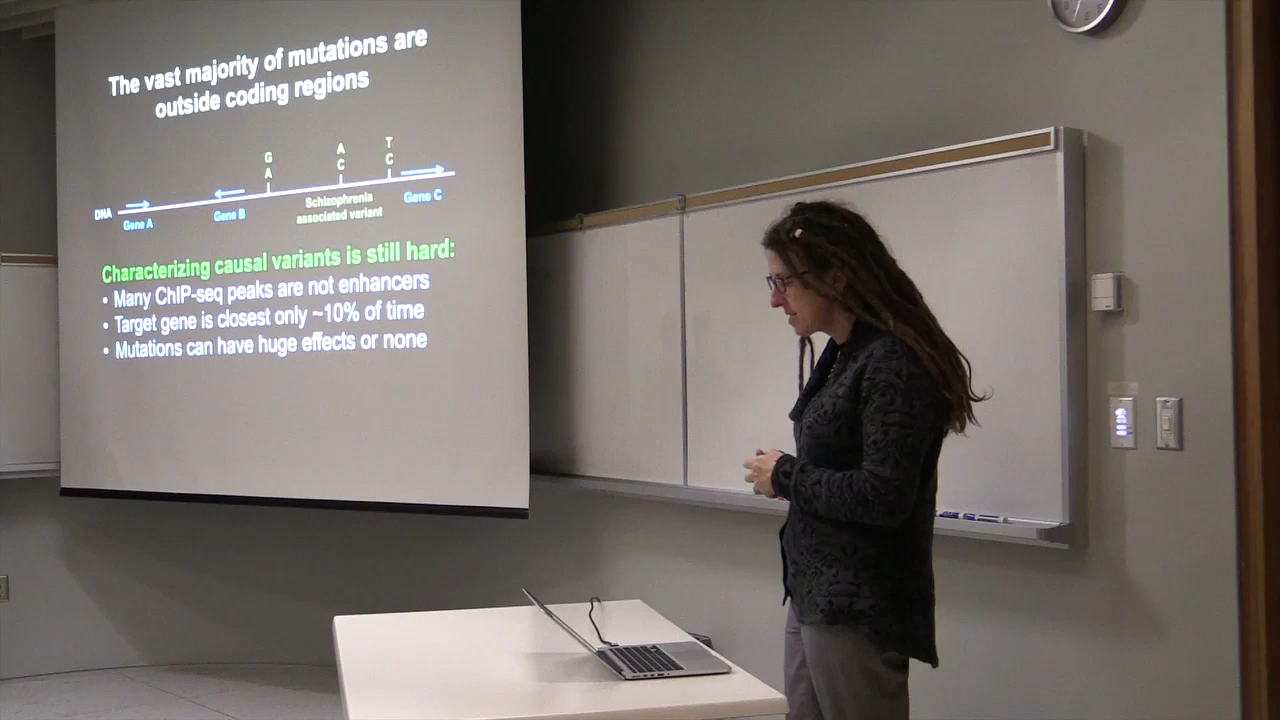 The vast majority of mutations are
outside coding regions
G A T
A C C
DNA
Gene A
Gene B
Schizophrenia
associated variant
Gene C
Characterizing causal variants is still hard:
• Many ChIP-seq peaks are not enhancers
• Target gene is closest only ~10% of time
• Mutations can have huge effects or none